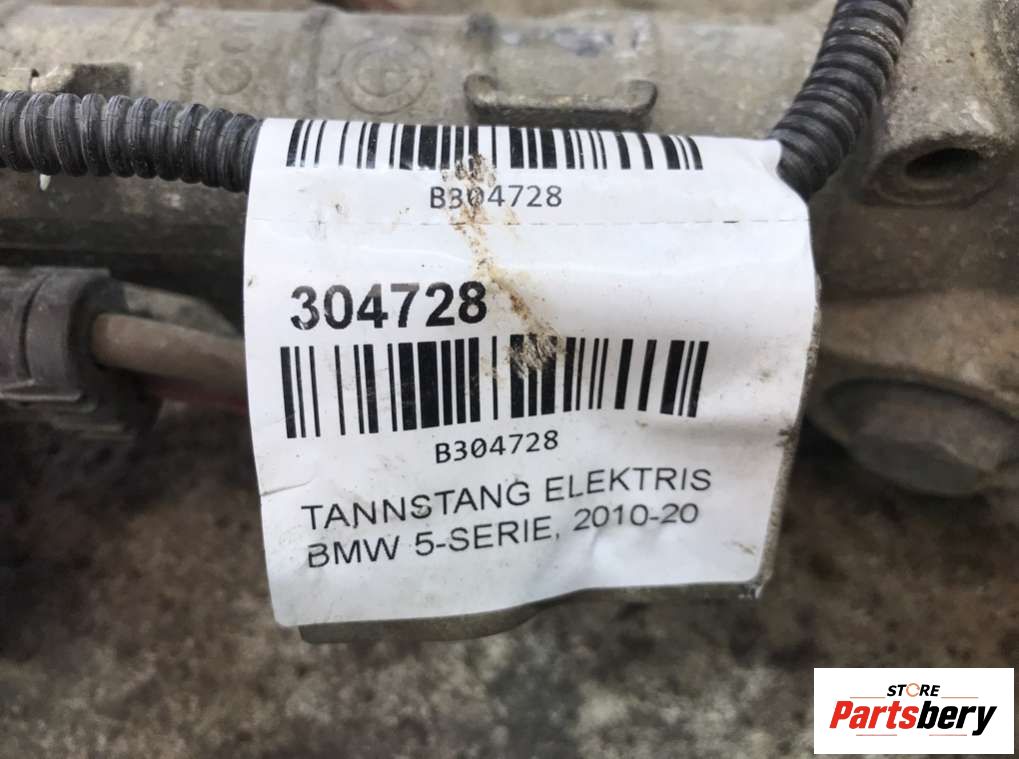 B304728
304728
B304728
TANNSTANG ELEKTRIS
BMW 5-SERIE, 2010-20
STORE
Partsbery